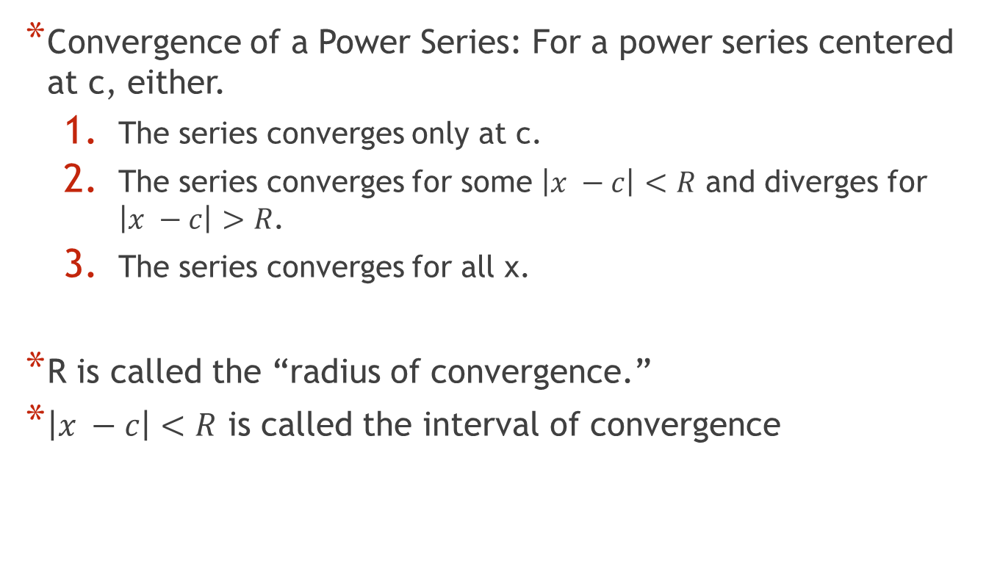 *Convergence of a Power Series: For a power series centered
at c, either.
1. The series converges only at c.
2. The series converges for some |x − c| < R and diverges for
|x − c| > R.
3. The series converges for all x.
*R is called the “radius of convergence.”
*|x − c| < R is called the interval of convergence